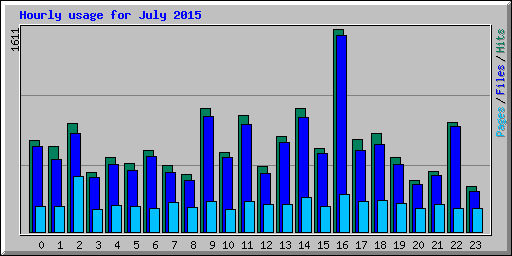 Hourly usage for July 2015
1611
Pages / Files / Hits
0 1 2 3 4 5 6 7 8 9 10 11 12 13 14 15 16 17 18 19 20 21 22 23